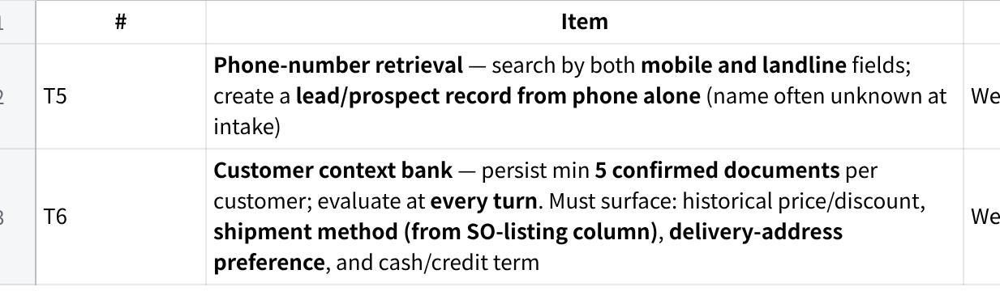 # Item
T5 Phone-number retrieval — search by both mobile and landline fields;
create a lead/prospect record from phone alone (name often unknown at
intake)
We
T6 Customer context bank — persist min 5 confirmed documents per
customer; evaluate at every turn. Must surface: historical price/discount,
shipment method (from SO-listing column), delivery-address
preference, and cash/credit term
We